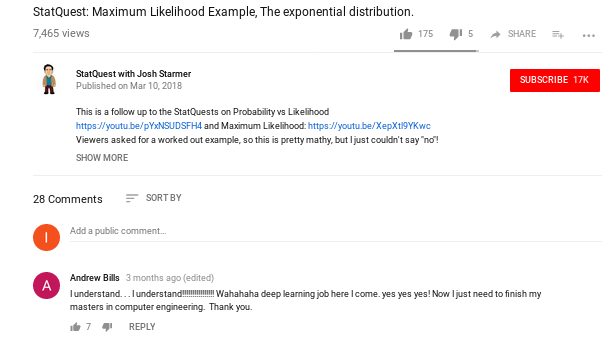 StatQuest: Maximum Likelihood Example, The exponential distribution.
7,465 views
175
5
SHARE
StatQuest with Josh Starmer
Published on Mar 10, 2018
SUBSCRIBE 17K
This is a follow up to the StatQuests on Probability vs Likelihood
https://youtu.be/pYxNSUDSFH4 and Maximum Likelihood: https://youtu.be/XepXtl9YKwc
Viewers asked for a worked out example, so this is pretty mathy, but I just couldn't say "no"!
SHOW MORE
28 Comments
SORT BY
I
Add a public comment...
A
Andrew Bills 3 months ago (edited)
I understand. . . I understand!!!!!!!!!!!!!!!! Wahahaha deep learning job here I come. yes yes yes! Now I just need to finish my
masters in computer engineering. Thank you.
7
REPLY